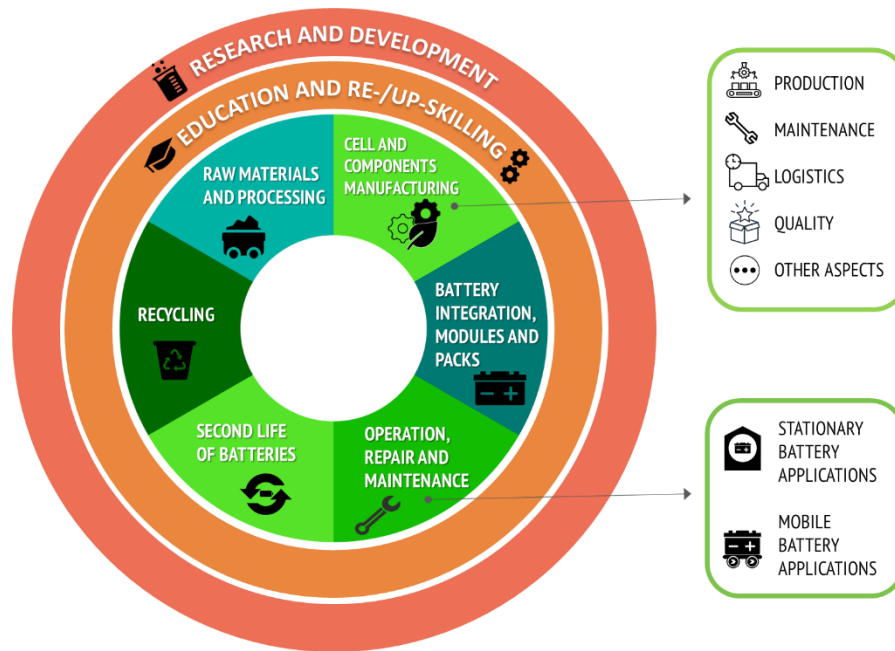 RESEARCH AND DEVELOPMENT
EDUCATION AND RE-/UP-SKILLING
RAW MATERIALS
AND PROCESSING
CELL AND
COMPONENTS
MANUFACTURING
BATTERY
INTEGRATION,
MODULES AND
PACKS
OPERATION,
REPAIR AND
MAINTENANCE
SECOND LIFE
OF BATTERIES
RECYCLING
PRODUCTION
MAINTENANCE
LOGISTICS
QUALITY
OTHER ASPECTS
STATIONARY
BATTERY
APPLICATIONS
MOBILE
BATTERY
APPLICATIONS